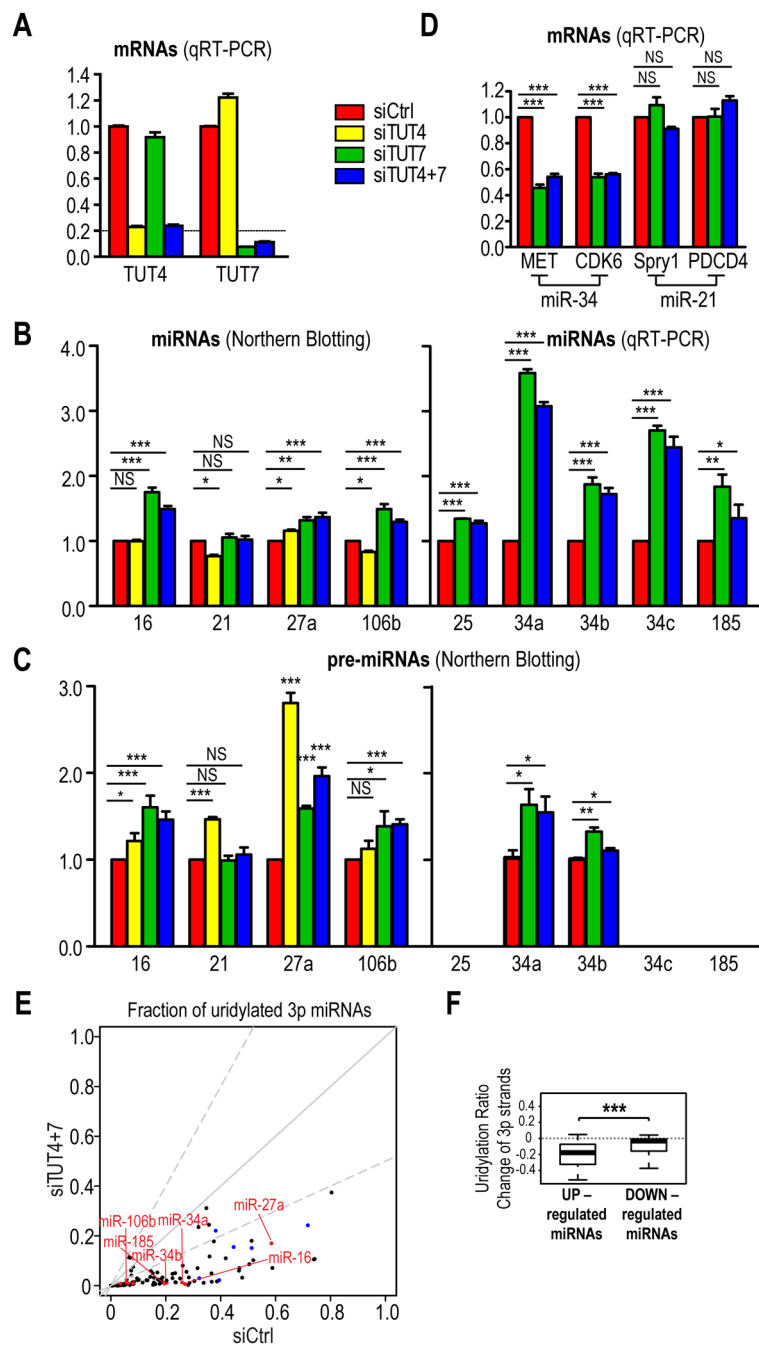 A
mRNAs (qRT-PCR)
1.4
1.2
1.0
0.8
0.6
0.4
0.2
0.0
TUT4 TUT7
siCtrl
siTUT4
siTUT7
siTUT4+7
D
mRNAs (qRT-PCR)
NS NS
NS NS
*** ***
*** ***
1.2
1.0
0.8
0.6
0.4
0.2
0.0
MET CDK6 Spry1 PDCD4
miR-34 miR-21
B
miRNAs (Northern Blotting)
miRNAs (qRT-PCR)
4.0
3.0
2.0
1.0
0.0
***
***
NS
NS
NS
*
***
**
*
***
***
*
***
***
***
***
***
***
***
***
*
**
16 21 27a 106b 25 34a 34b 34c 185
C
pre-miRNAs (Northern Blotting)
3.0
2.0
1.0
0.0
***
***
*
NS
NS
***
***
***
***
***
*
NS
*
*
*
**
16 21 27a 106b 25 34a 34b 34c 185
E
Fraction of uridylated 3p miRNAs
siTUT4+7
1.0
0.8
0.6
0.4
0.2
0.0
miR-106b
miR-34a
miR-27a
miR-185
miR-34b
miR-16
0 0.2 0.4 0.6 0.8 1.0
siCtrl
F
Uridylation Ratio
Change of 3p strands
0.4
0.2
0
-0.2
-0.4
***
UP –
regulated
miRNAs
DOWN –
regulated
miRNAs